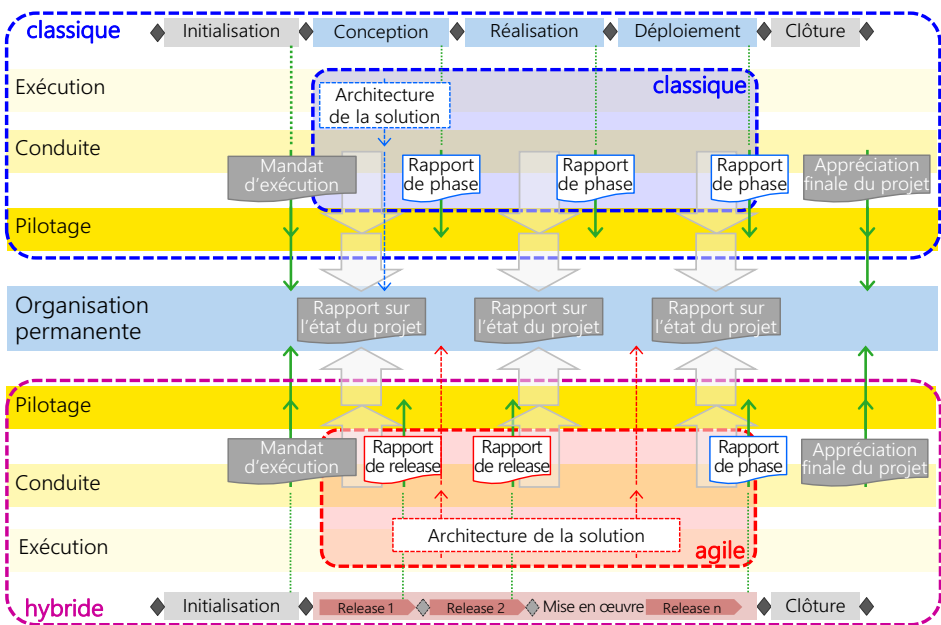 classique
Initialisation
Conception
Réalisation
Déploiement
Clôture
Exécution
classique
Architecture
de la solution
Conduite
Mandat
d'exécution
Rapport
de phase
Rapport
de phase
Rapport
de phase
Appréciation
finale du projet
Pilotage
Organisation
permanente
Rapport sur
l'état du projet
Rapport sur
l'état du projet
Rapport sur
l'état du projet
Pilotage
Mandat
d'exécution
Rapport
de release
Rapport
de release
Rapport
de phase
Appréciation
finale du projet
Conduite
Architecture de la solution
Exécution
agile
hybride
Initialisation
Release 1
Release 2
Mise en œuvre
Release n
Clôture